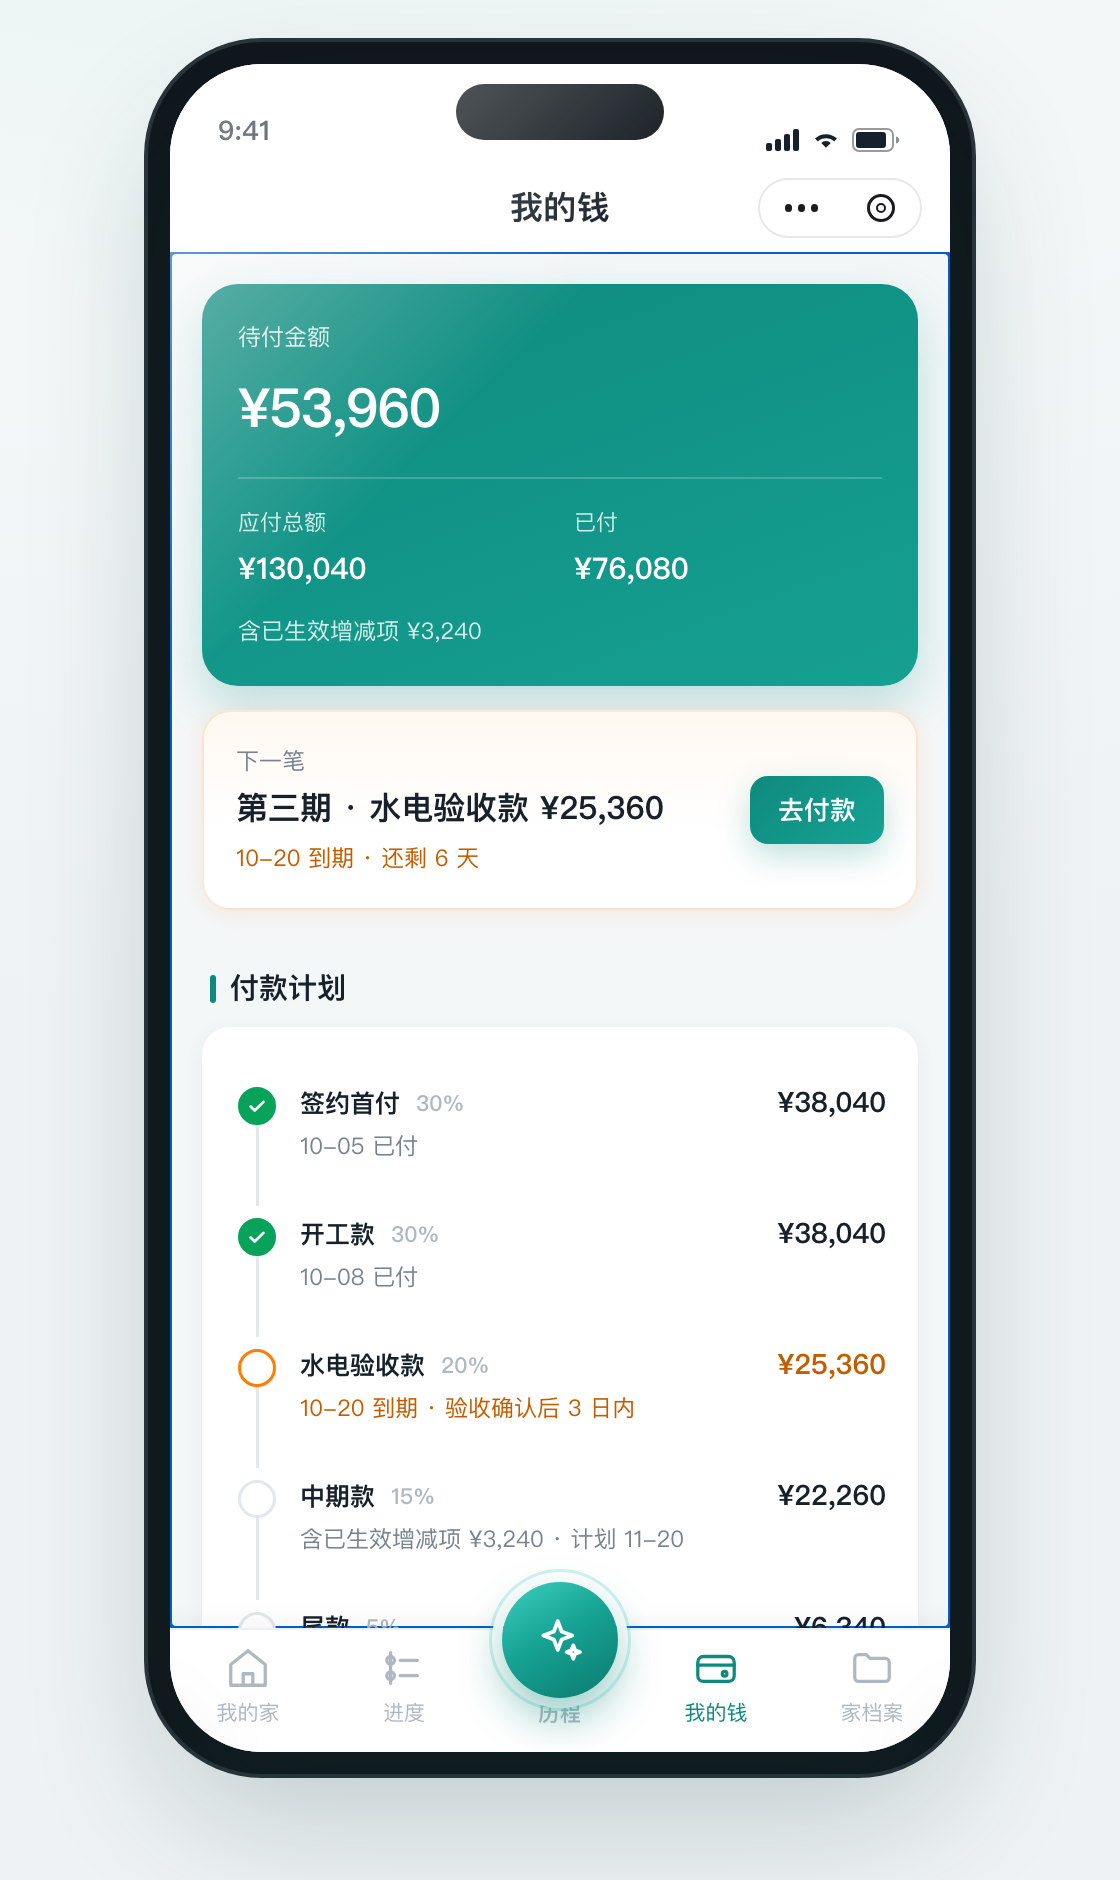 9:41
我的钱
待付金额
¥53,960
应付总额
已付
¥130,040
¥76,080
含已生效增减项 ¥3,240
下一笔
第三期 · 水电验收款 ¥25,360
去付款
10-20 到期 · 还剩 6 天
付款计划
签约首付 30%
¥38,040
10-05 已付
开工款 30%
¥38,040
10-08 已付
水电验收款 20%
¥25,360
10-20 到期 · 验收确认后 3 日内
中期款 15%
¥22,260
含已生效增减项 ¥3,240 · 计划 11-20
尾款 5%
¥6,340
我的家
进度
历程
我的钱
家档案